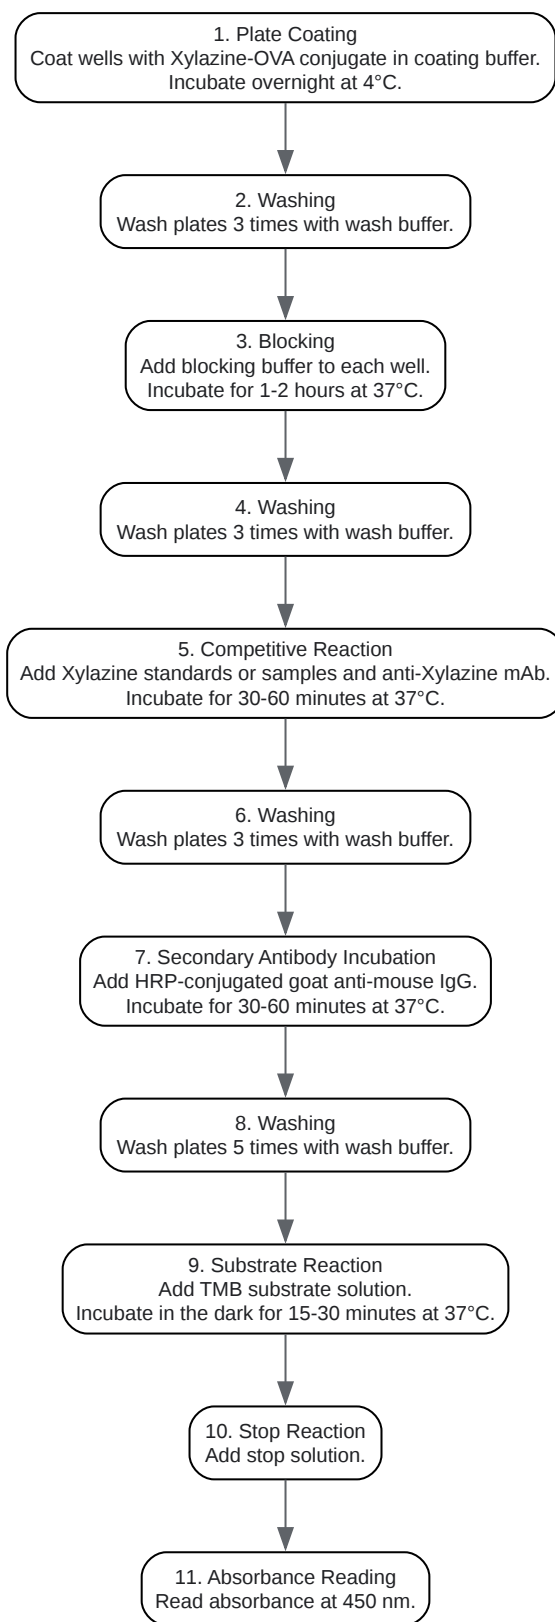 1. Plate Coating
Coat wells with Xylazine-OVA conjugate in coating buffer.
Incubate overnight at 4°C.
2. Washing
Wash plates 3 times with wash buffer.
3. Blocking
Add blocking buffer to each well.
Incubate for 1-2 hours at 37°C.
4. Washing
Wash plates 3 times with wash buffer.
5. Competitive Reaction
Add Xylazine standards or samples and anti-Xylazine mAb.
Incubate for 30-60 minutes at 37°C.
6. Washing
Wash plates 3 times with wash buffer.
7. Secondary Antibody Incubation
Add HRP-conjugated goat anti-mouse IgG.
Incubate for 30-60 minutes at 37°C.
8. Washing
Wash plates 5 times with wash buffer.
9. Substrate Reaction
Add TMB substrate solution.
Incubate in the dark for 15-30 minutes at 37°C.
10. Stop Reaction
Add stop solution.
11. Absorbance Reading
Read absorbance at 450 nm.